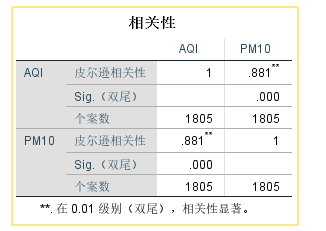 相关性
AQI PM10
AQI 皮尔逊相关性 1 .881**
Sig.（双尾） .000
个案数 1805 1805
PM10 皮尔逊相关性 .881** 1
Sig.（双尾） .000
个案数 1805 1805
**. 在 0.01 级别（双尾），相关性显著。